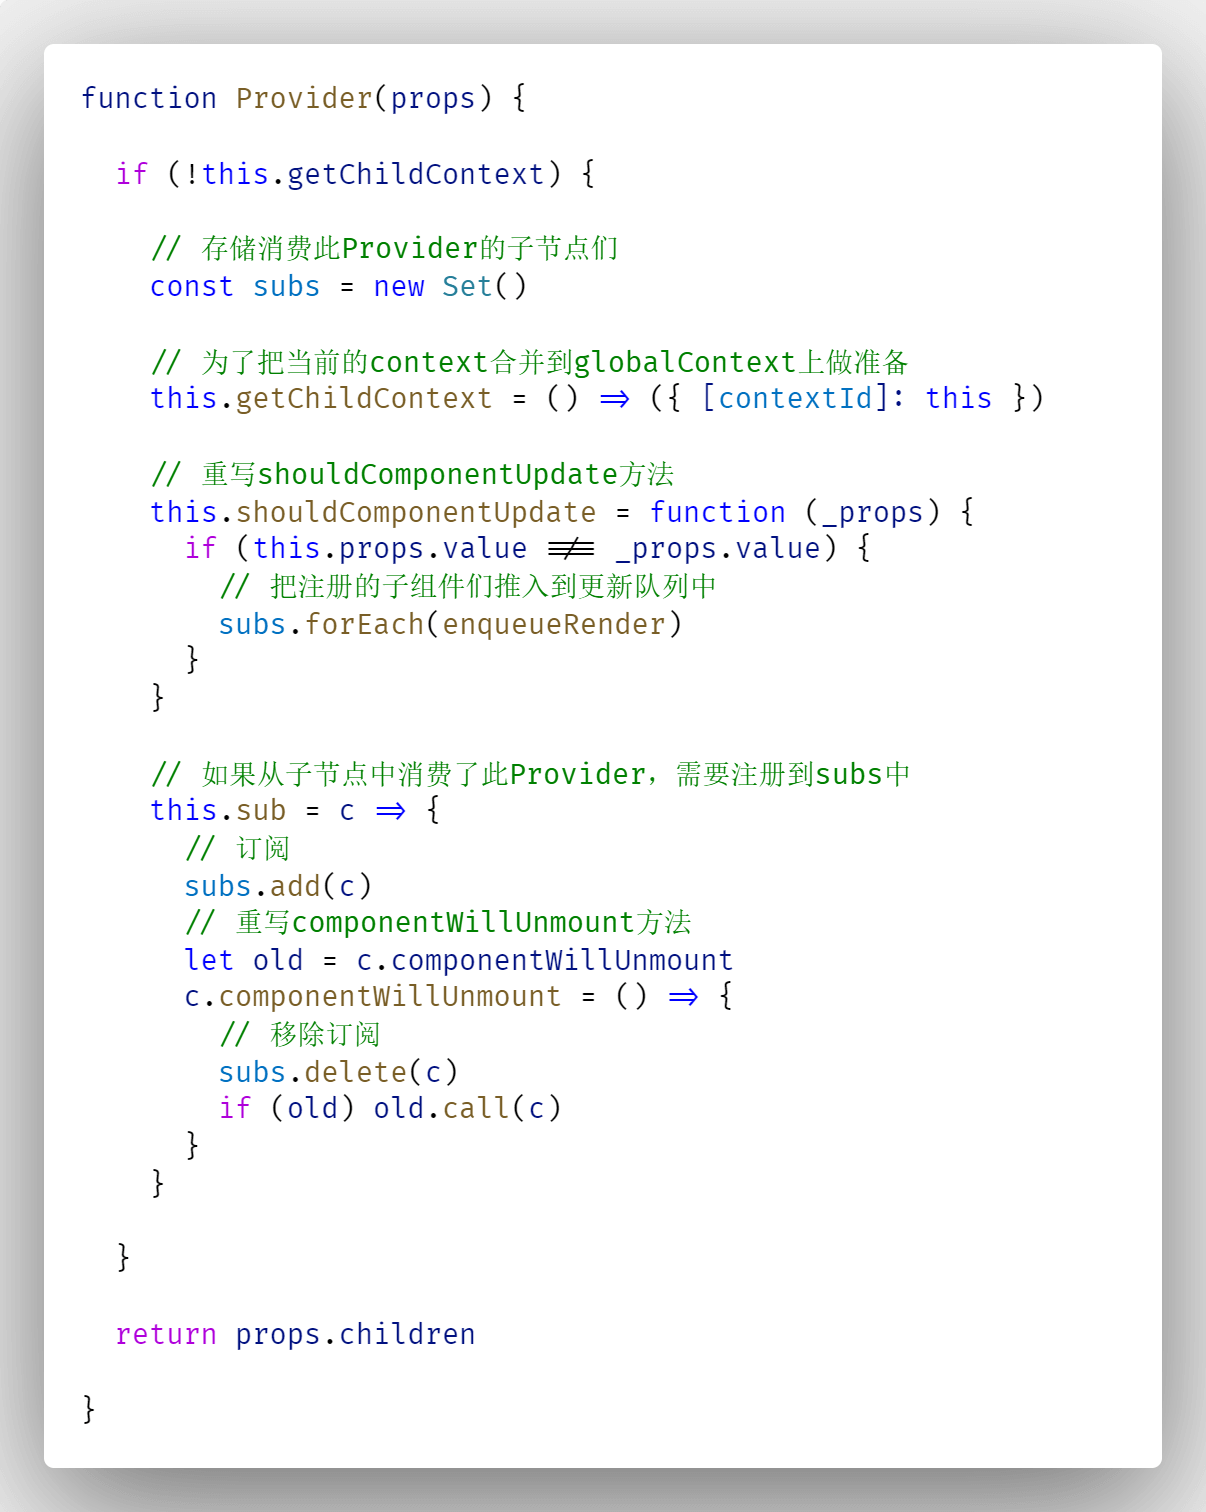 function Provider(props) {
if (!this.getChildContext) {
// 存储消费此Provider的子节点们
const subs = new Set()
// 为了把当前的context合并到globalContext上做准备
this.getChildContext = () => ({ [contextId]: this })
// 重写shouldComponentUpdate方法
this.shouldComponentUpdate = function (_props) {
if (this.props.value !== _props.value) {
// 把注册的子组件们推入到更新队列中
subs.forEach(enqueueRender)
}
}
// 如果从子节点中消费了此Provider，需要注册到subs中
this.sub = c => {
// 订阅
subs.add(c)
// 重写componentWillUnmount方法
let old = c.componentWillUnmount
c.componentWillUnmount = () => {
// 移除订阅
subs.delete(c)
if (old) old.call(c)
}
}
}
return props.children
}